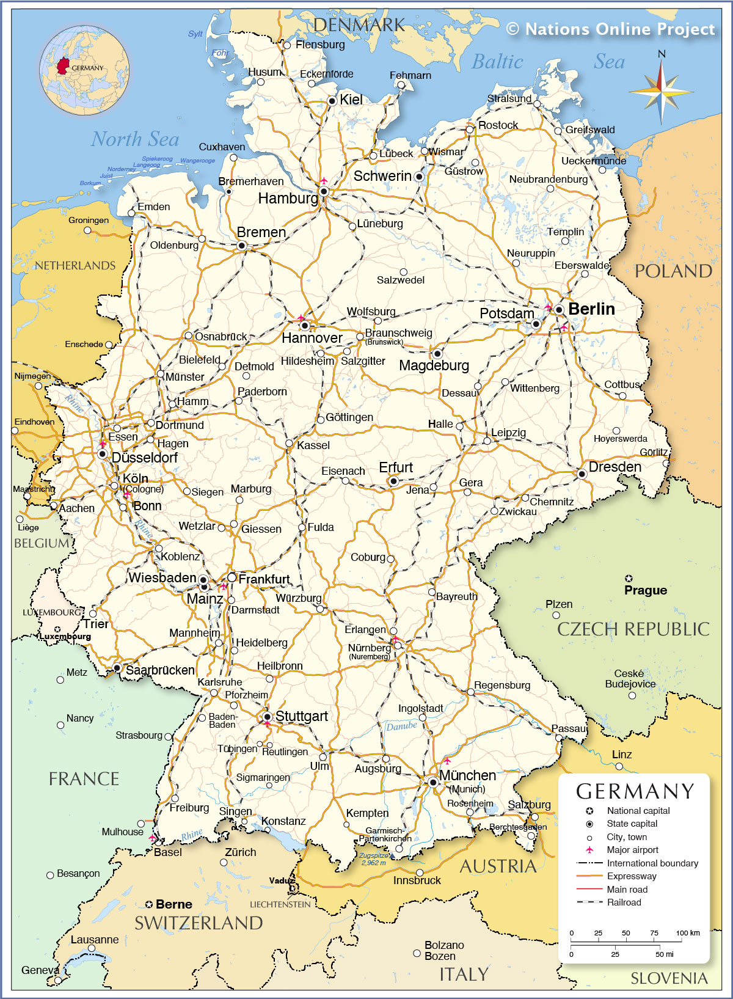 DENMARK
© Nations Online Project
Sylt
Föhr
Flensburg
Baltic Sea
N
GERMANY
Husum
Eckernförde
Fehmarn
Kiel
Stralsund
North Sea
Rostock
Greifswald
Cuxhaven
Lübeck
Wismar
Spiekeroog
Wangerooge
Langeoog
Norderney
Juist
Borkum
Ueckermünde
Güstrow
Schwerin
Bremerhaven
Neubrandenburg
Hamburg
Emden
Groningen
Lüneburg
Bremen
Templin
Oldenburg
Neuruppin
NETHERLANDS
Eberswalde
POLAND
Salzwedel
Berlin
Potsdam
Wolfsburg
Hannover
Braunschweig
(Brunswick)
Osnabrück
Enschede
Bielefeld
Hildesheim
Salzgitter
Detmold
Magdeburg
Nijmegen
Münster
Wittenberg
Cottbus
Dessau
Paderborn
Rhine
Hamm
Göttingen
Eindhoven
Dortmund
Halle
Leipzig
Essen
Hagen
Kassel
Hoyerswerda
Görlitz
Düsseldorf
Eisenach
Erfurt
Dresden
Köln
(Cologne)
Siegen
Marburg
Jena
Gera
Maastricht
Aachen
Bonn
Chemnitz
Zwickau
Liège
Rhine
Wetzlar
Giessen
Fulda
BELGIUM
Koblenz
Coburg
Wiesbaden
Frankfurt
Prague
Mainz
Würzburg
Bayreuth
Plzen
LUXEMBOURG
Darmstadt
Trier
Luxembourg
Mannheim
Erlangen
CZECH REPUBLIC
Heidelberg
Nürnberg
(Nuremberg)
Metz
Saarbrücken
Heilbronn
Ceské
Budejovice
Karlsruhe
Pforzheim
Regensburg
Nancy
Baden-
Baden
Stuttgart
Ingolstadt
Danube
Passau
Strasbourg
Tübingen
Reutlingen
Ulm
Augsburg
Linz
FRANCE
Sigmaringen
München
(Munich)
Freiburg
Singen
Konstanz
Kempten
Rosenheim
Salzburg
Mulhouse
Rhine
Garmisch-
Partenkirchen
Berchtesgaden
Basel
Zürich
Zugspitze
2,962 m
AUSTRIA
Besançon
Vaduz
Innsbruck
Berne
LIECHTENSTEIN
SWITZERLAND
Lausanne
Bolzano
Bozen
Geneva
ITALY
SLOVENIA
GERMANY
National capital
State capital
City, town
Major airport
International boundary
Expressway
Main road
Railroad
0 25 50 75 100 km
0 25 50 mi